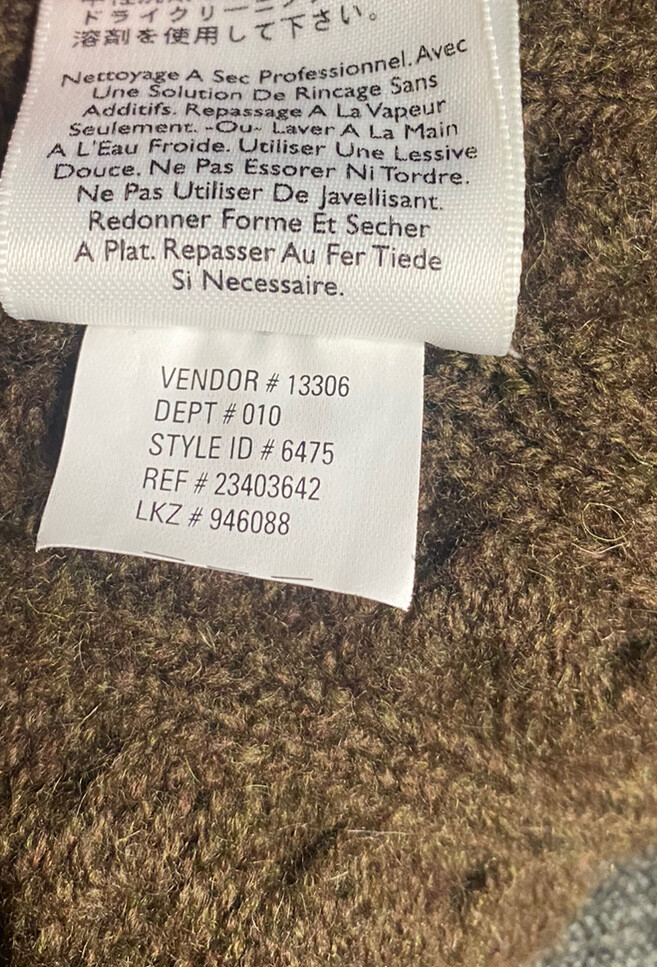 ドライクリーニング
溶剤を使用して下さい。
Nettoyage A Sec Professionnel. Avec
Une Solution De Rincage Sans
Additifs. Repassage A La Vapeur
Seulement. -Ou- Laver A La Main
A L'Eau Froide. Utiliser Une Lessive
Douce. Ne Pas Essorer Ni Tordre.
Ne Pas Utiliser De Javellisant.
Redonner Forme Et Secher
A Plat. Repasser Au Fer Tiede
Si Necessaire.
VENDOR # 13306
DEPT # 010
STYLE ID # 6475
REF # 23403642
LKZ # 946088